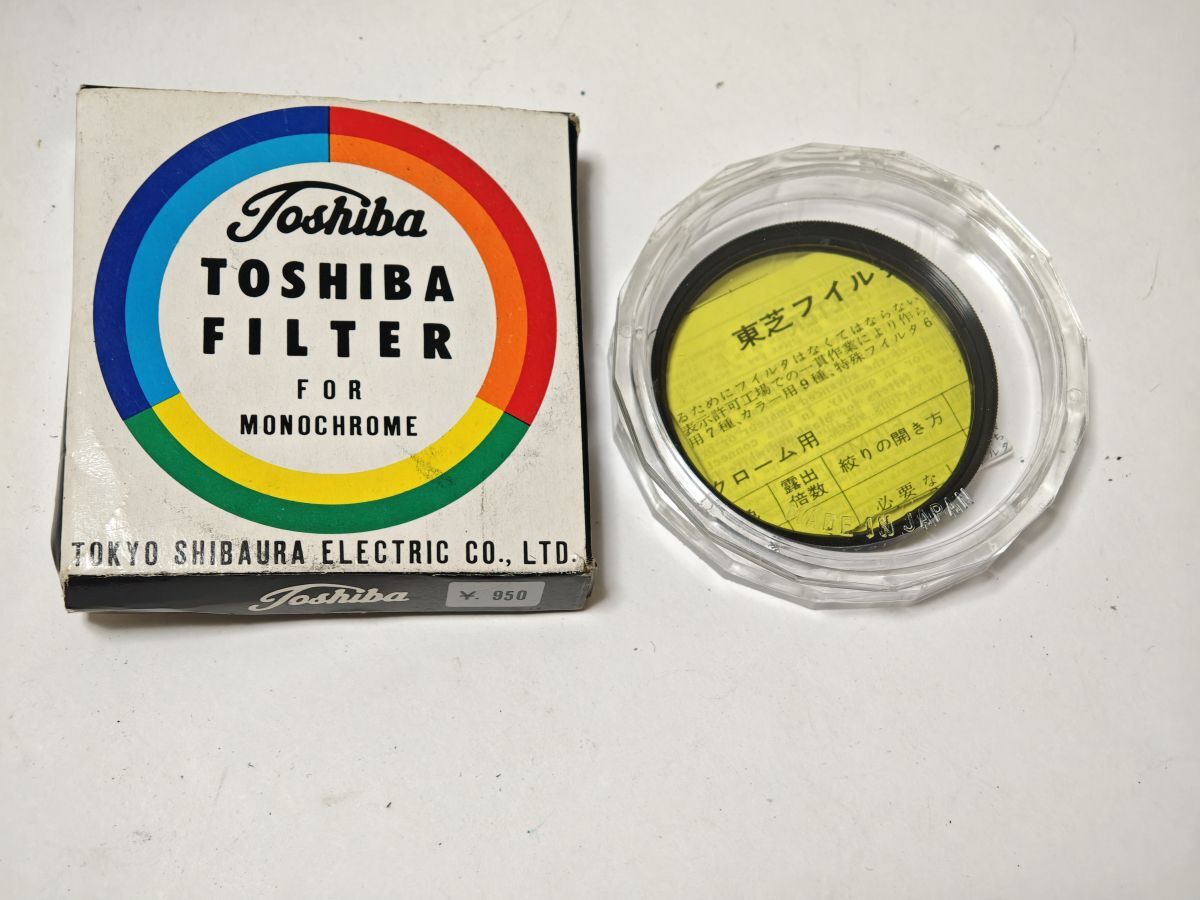 Toshiba
TOSHIBA
FILTER
FOR
MONOCHROME
TOKYO SHIBAURA ELECTRIC CO., LTD.
Toshiba
¥. 950
東芝フィルタ
るためにフィルタはなくてはならない
表示許可工場での一貫作業により作ら
用7種、カラー用9種、特殊フィルタ6
クローム用
露出
倍数
絞りの開き方
必要な
MADE IN JAPAN